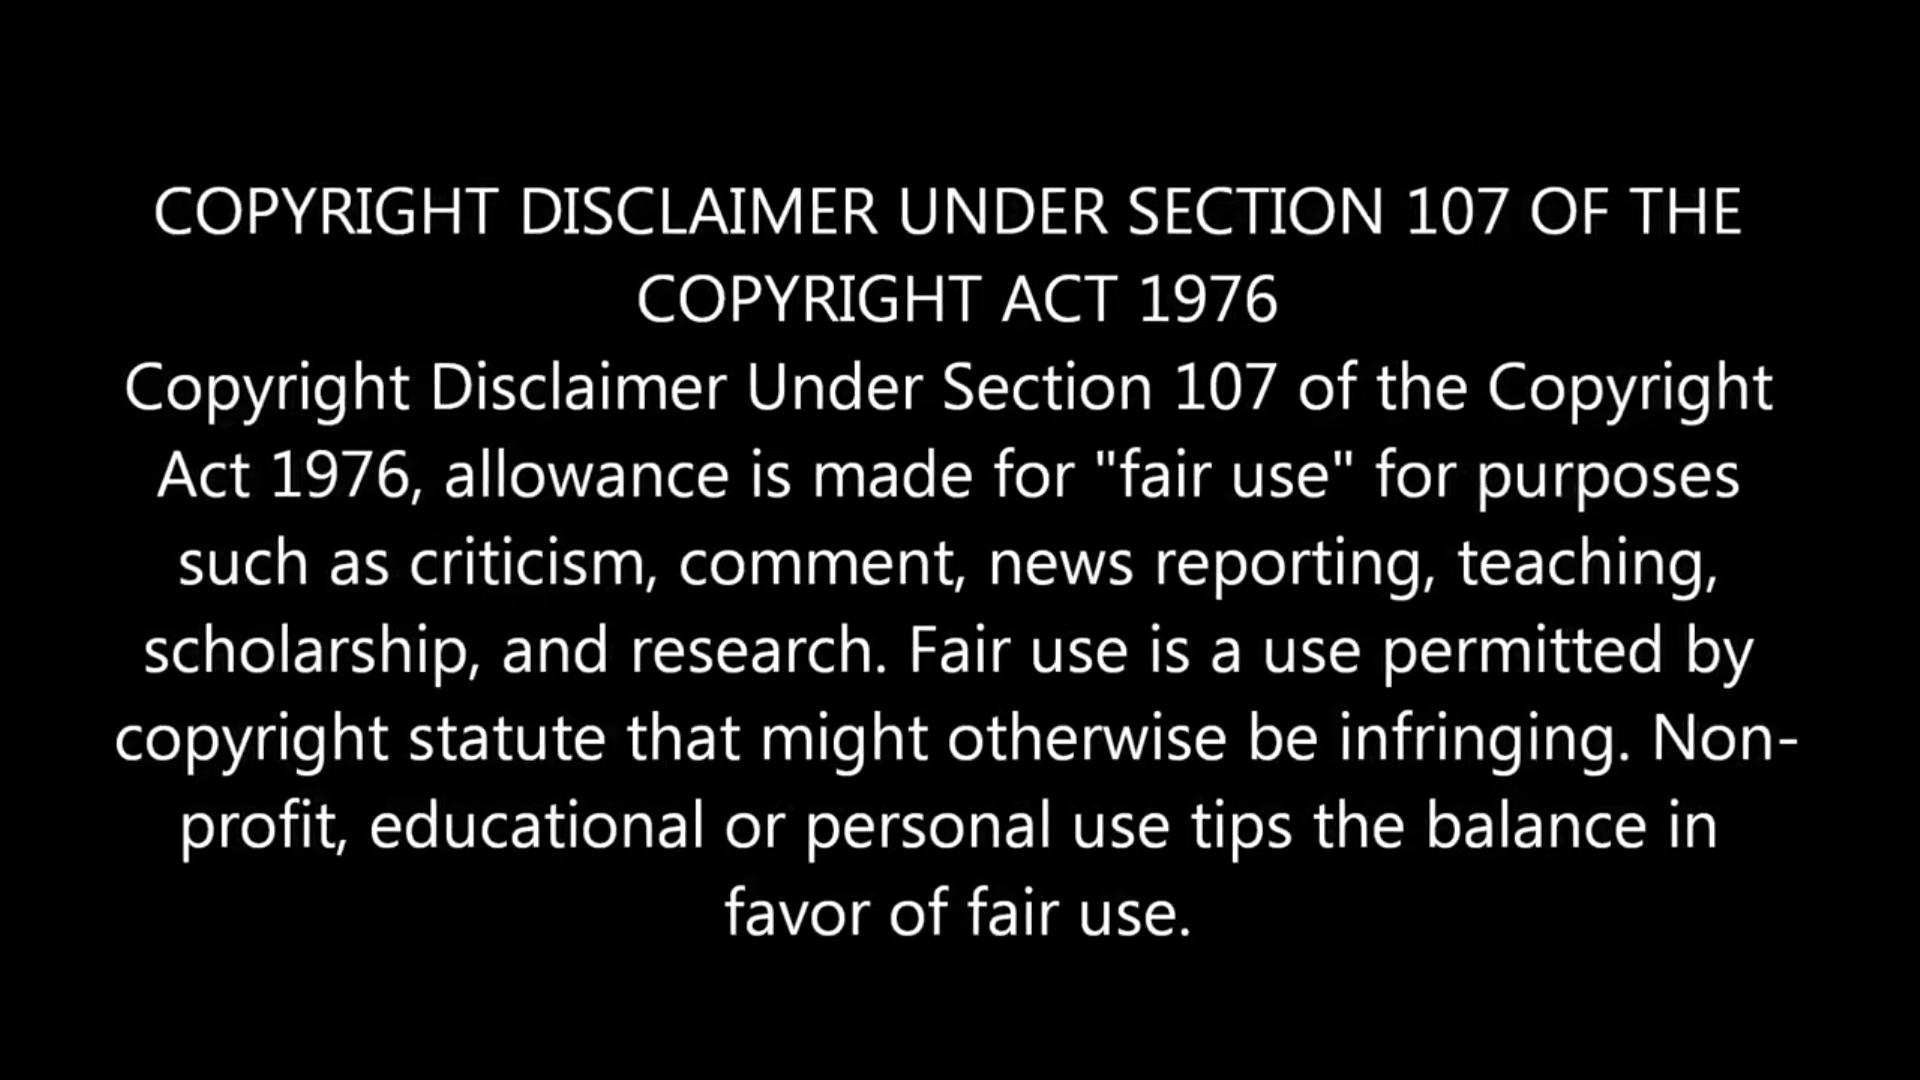 COPYRIGHT DISCLAIMER UNDER SECTION 107 OF THE
COPYRIGHT ACT 1976
Copyright Disclaimer Under Section 107 of the Copyright
Act 1976, allowance is made for "fair use" for purposes
such as criticism, comment, news reporting, teaching,
scholarship, and research. Fair use is a use permitted by
copyright statute that might otherwise be infringing. Non-
profit, educational or personal use tips the balance in
favor of fair use.